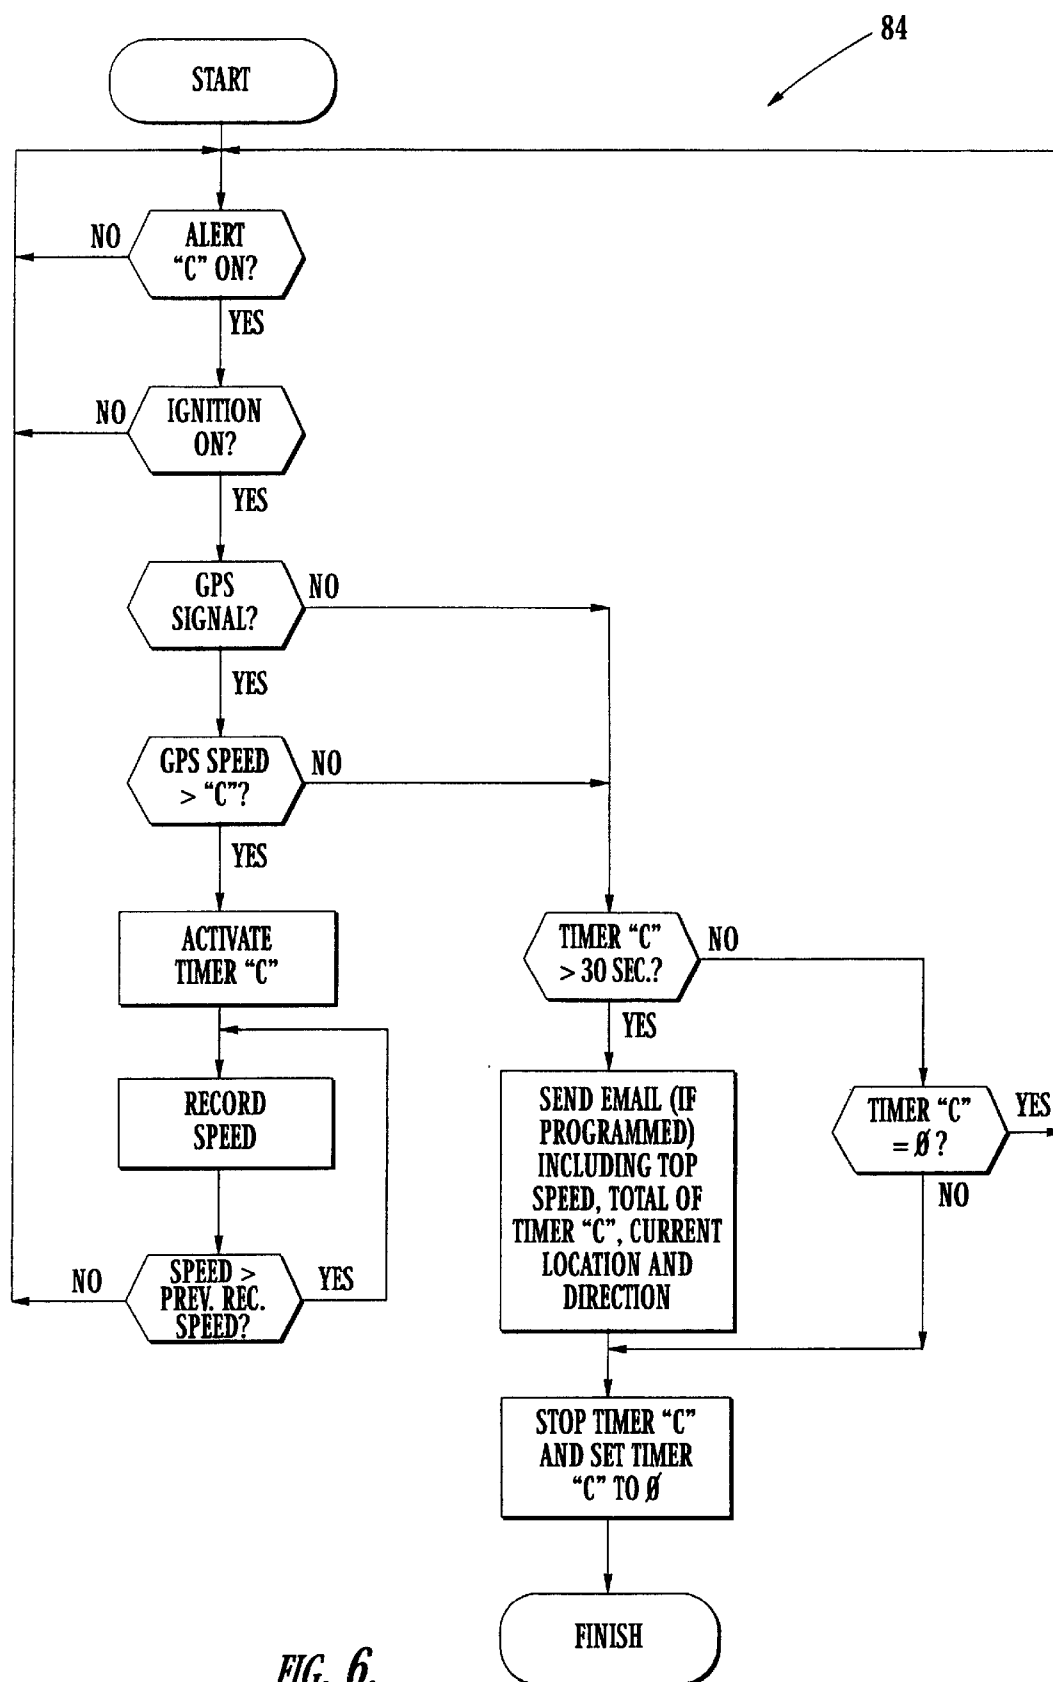 84
START
ALERT
"C" ON?
NO
YES
IGNITION
ON?
NO
YES
GPS
SIGNAL?
NO
YES
GPS SPEED
> "C"?
NO
YES
ACTIVATE
TIMER "C"
RECORD
SPEED
SPEED >
PREV. REC.
SPEED?
NO
YES
TIMER "C"
> 30 SEC.?
NO
YES
SEND EMAIL (IF
PROGRAMMED)
INCLUDING TOP
SPEED, TOTAL OF
TIMER "C", CURRENT
LOCATION AND
DIRECTION
TIMER "C"
= Ø ?
YES
NO
STOP TIMER "C"
AND SET TIMER
"C" TO Ø
FINISH
FIG. 6.